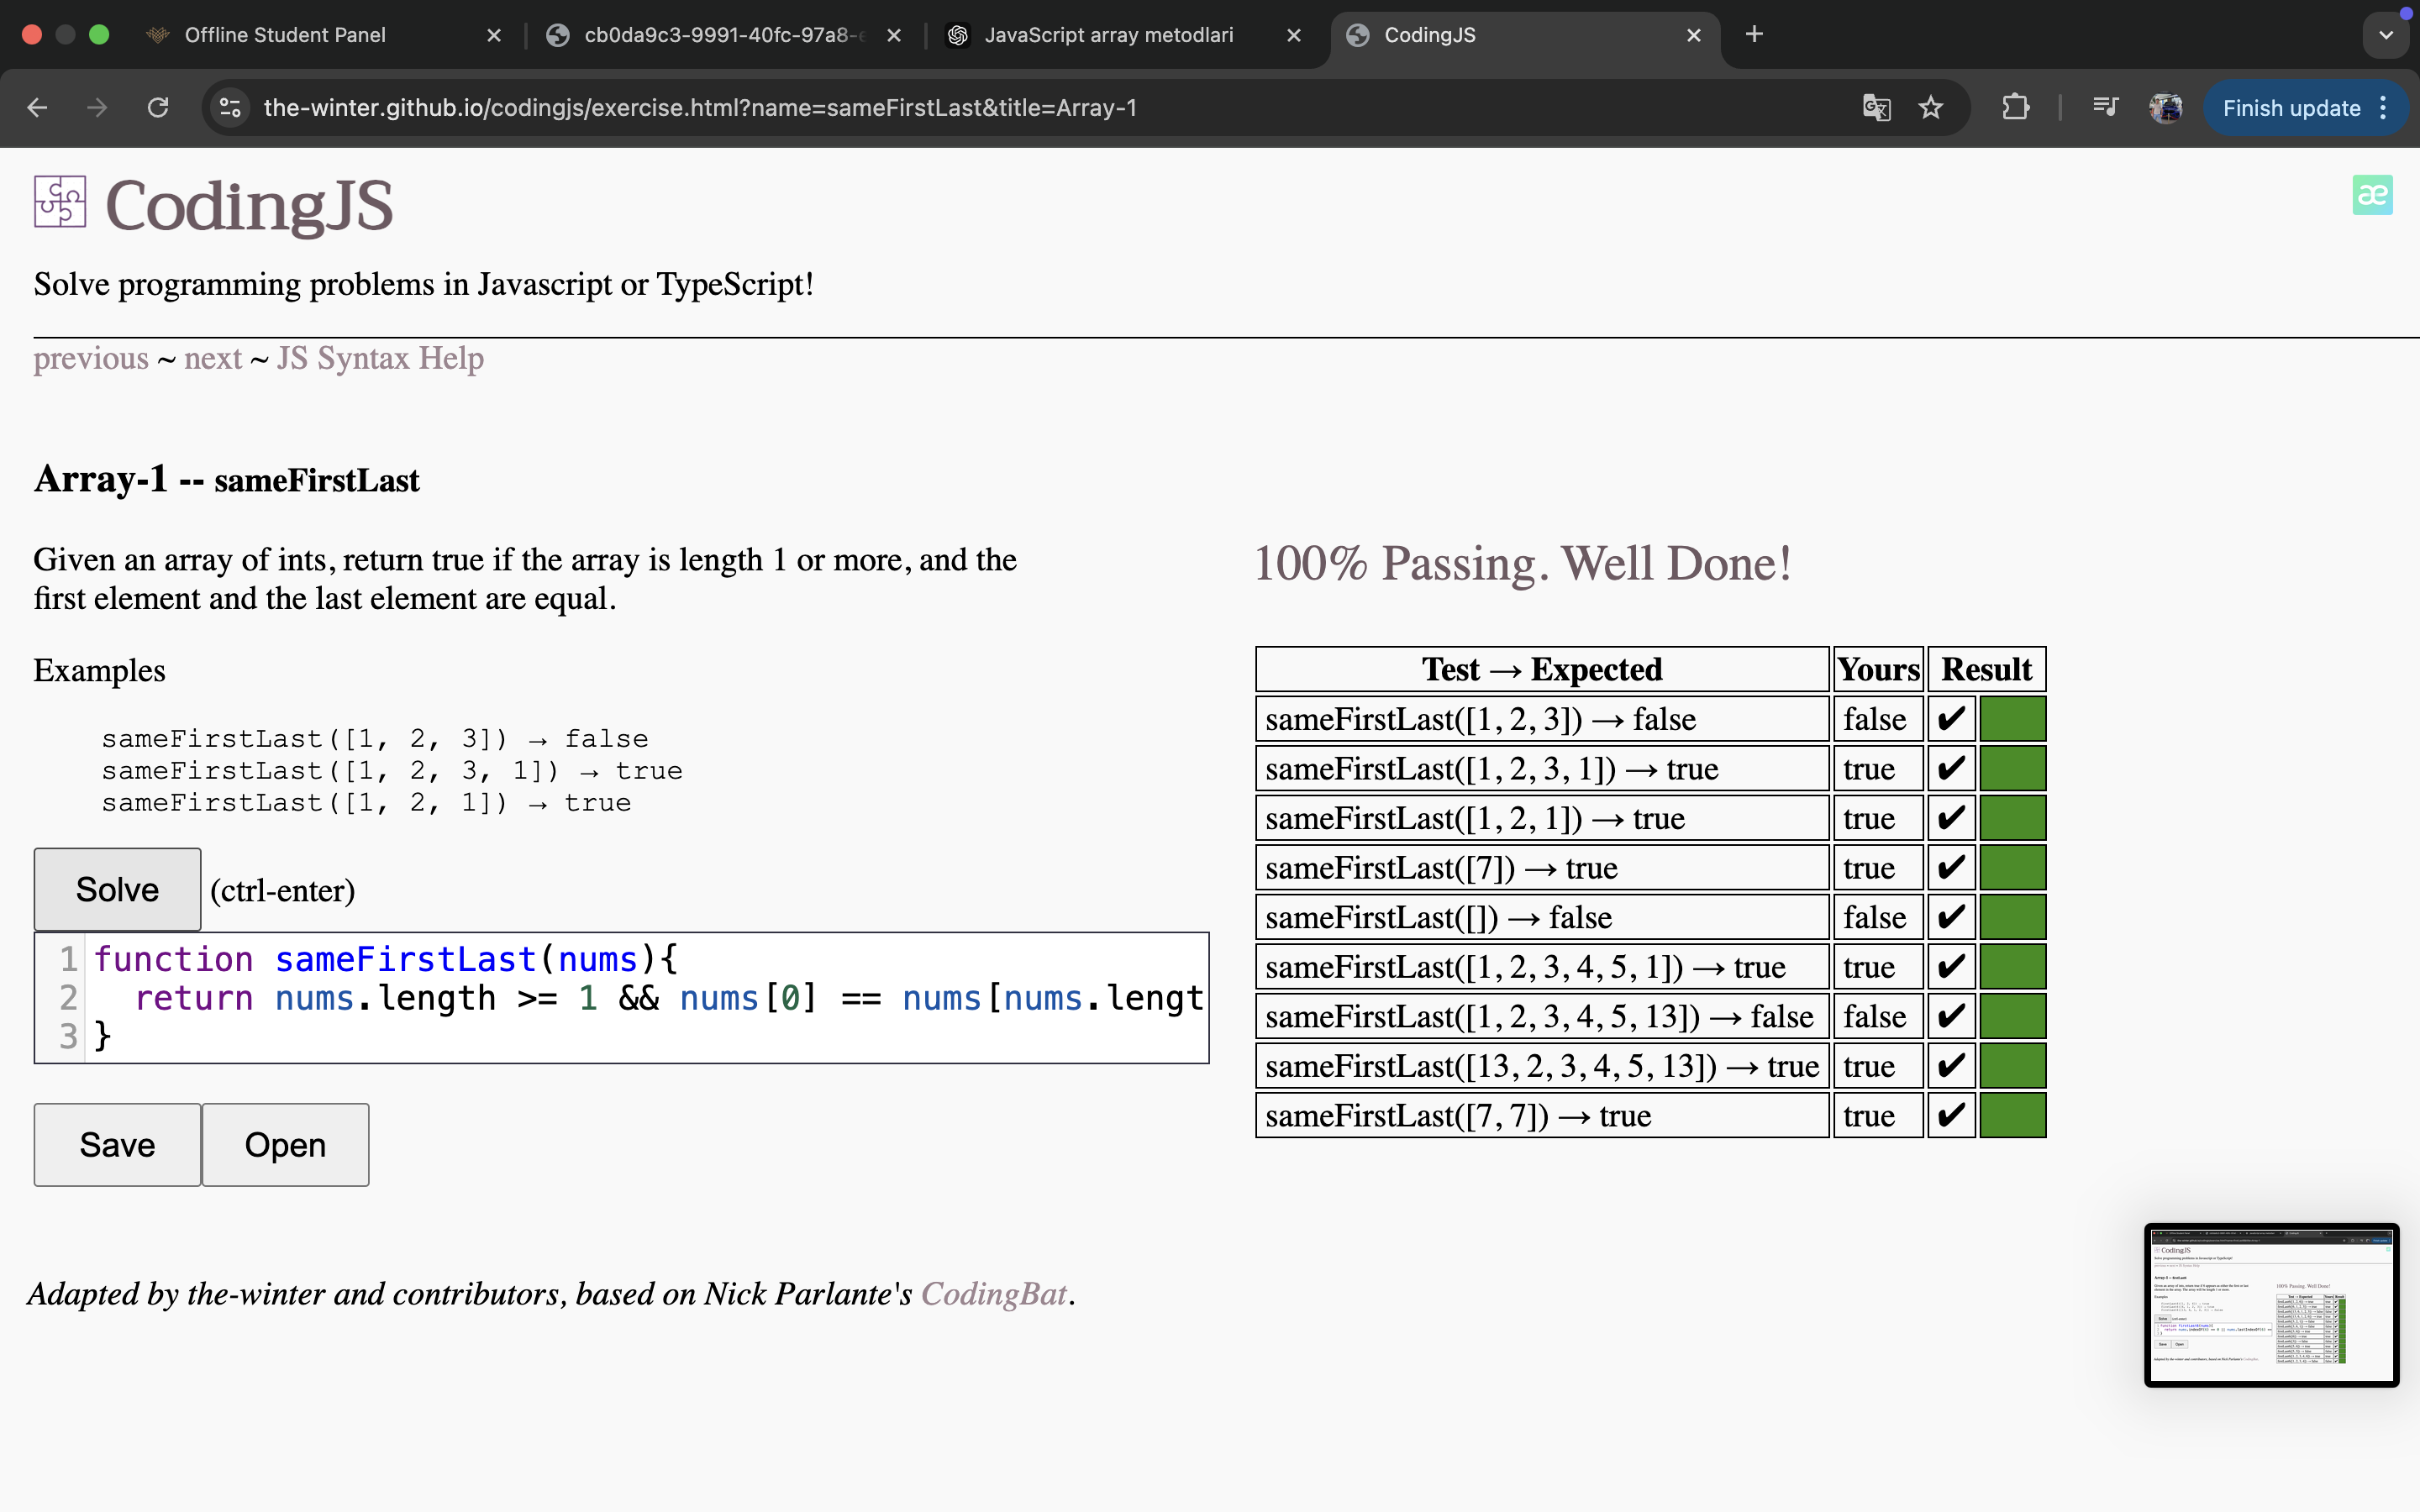 Offline Student Panel
cb0da9c3-9991-40fc-97a8-
JavaScript array metodlari
CodingJS
the-winter.github.io/codingjs/exercise.html?name=sameFirstLast&title=Array-1
Finish update
CodingJS
æ
Solve programming problems in Javascript or TypeScript!
previous ~ next ~ JS Syntax Help
Array-1 -- sameFirstLast
Given an array of ints, return true if the array is length 1 or more, and the
first element and the last element are equal.
Examples
sameFirstLast([1, 2, 3]) → false
sameFirstLast([1, 2, 3, 1]) → true
sameFirstLast([1, 2, 1]) → true
Solve (ctrl-enter)
1 function sameFirstLast(nums){
2 return nums.length >= 1 && nums[0] == nums[nums.lengt
3 }
Save Open
100% Passing. Well Done!
Test → Expected Yours Result
sameFirstLast([1, 2, 3]) → false false ✔
sameFirstLast([1, 2, 3, 1]) → true true ✔
sameFirstLast([1, 2, 1]) → true true ✔
sameFirstLast([7]) → true true ✔
sameFirstLast([]) → false false ✔
sameFirstLast([1, 2, 3, 4, 5, 1]) → true true ✔
sameFirstLast([1, 2, 3, 4, 5, 13]) → false false ✔
sameFirstLast([13, 2, 3, 4, 5, 13]) → true true ✔
sameFirstLast([7, 7]) → true true ✔
Adapted by the-winter and contributors, based on Nick Parlante's CodingBat.
CodingJS